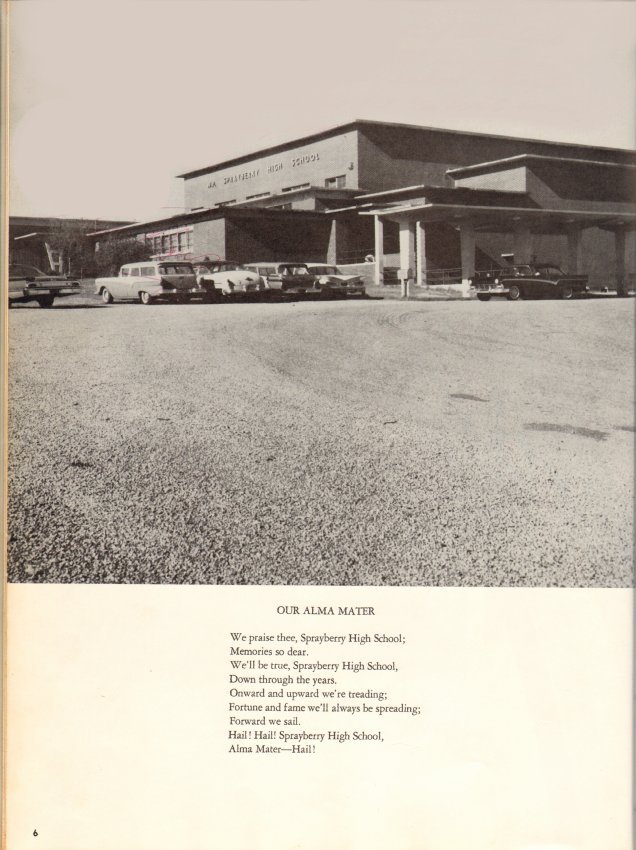 W.P. SPRAYBERRY HIGH SCHOOL
OUR ALMA MATER
We praise thee, Sprayberry High School;
Memories so dear.
We'll be true, Sprayberry High School,
Down through the years.
Onward and upward we're treading;
Fortune and fame we'll always be spreading;
Forward we sail.
Hail! Hail! Sprayberry High School,
Alma Mater—Hail!
6